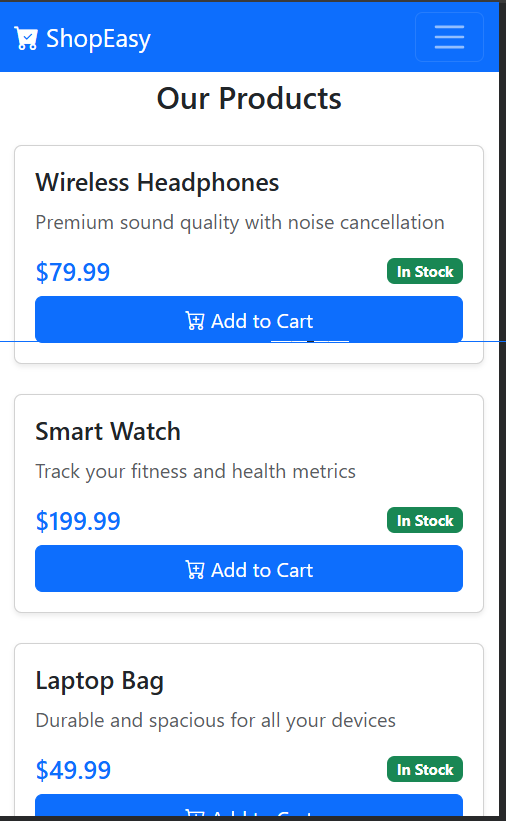 ShopEasy
Our Products
Wireless Headphones
Premium sound quality with noise cancellation
$79.99 In Stock
Add to Cart
Smart Watch
Track your fitness and health metrics
$199.99 In Stock
Add to Cart
Laptop Bag
Durable and spacious for all your devices
$49.99 In Stock